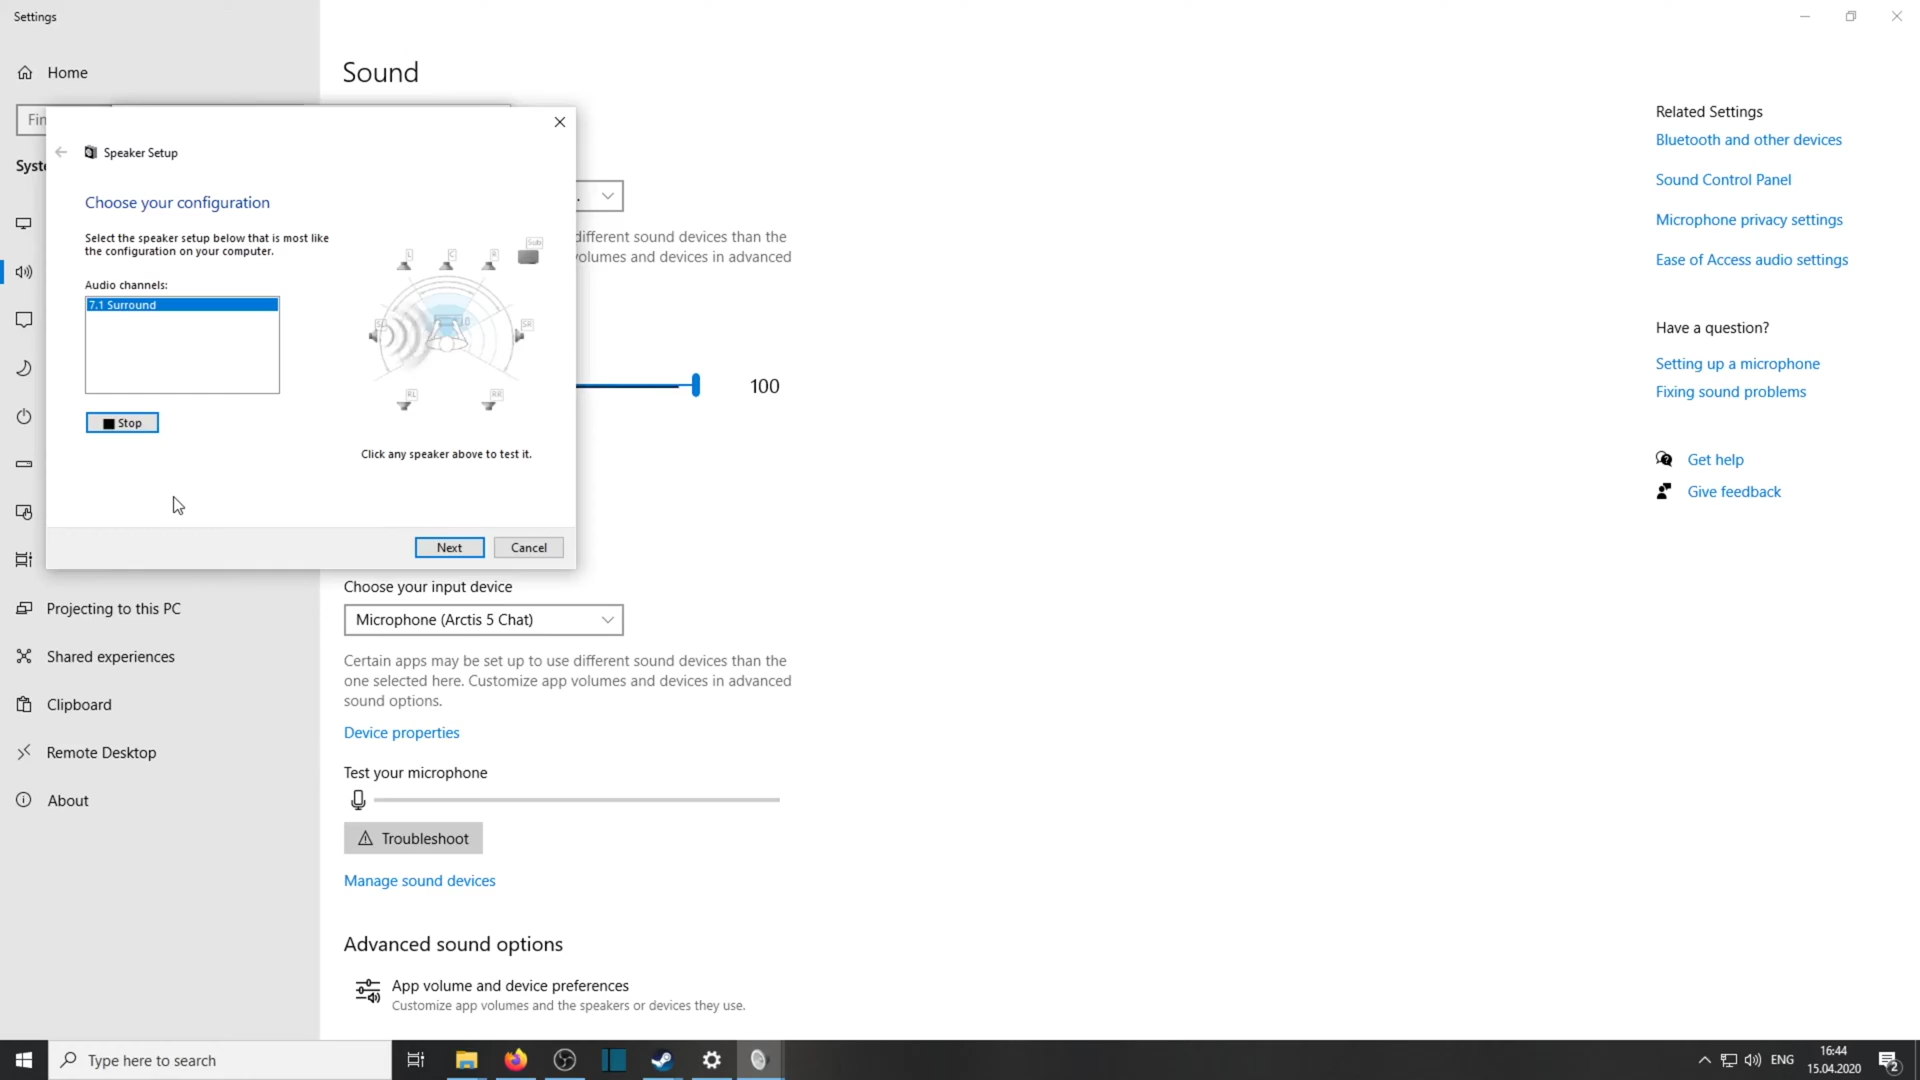 Settings
Home
Sound
Fin
Syste
Speaker Setup
Choose your configuration
Select the speaker setup below that is most like
the configuration on your computer.
Audio channels:
7.1 Surround
L
C
R
Sub
SR
RL
RR
Stop
Click any speaker above to test it.
Next
Cancel
.
different sound devices than the
volumes and devices in advanced
100
Choose your input device
Microphone (Arctis 5 Chat)
Certain apps may be set up to use different sound devices than the
one selected here. Customize app volumes and devices in advanced
sound options.
Device properties
Test your microphone
Troubleshoot
Manage sound devices
Advanced sound options
App volume and device preferences
Customize app volumes and the speakers or devices they use.
Projecting to this PC
Shared experiences
Clipboard
Remote Desktop
About
Related Settings
Bluetooth and other devices
Sound Control Panel
Microphone privacy settings
Ease of Access audio settings
Have a question?
Setting up a microphone
Fixing sound problems
Get help
Give feedback
Type here to search
ENG
16:44
15.04.2020
2